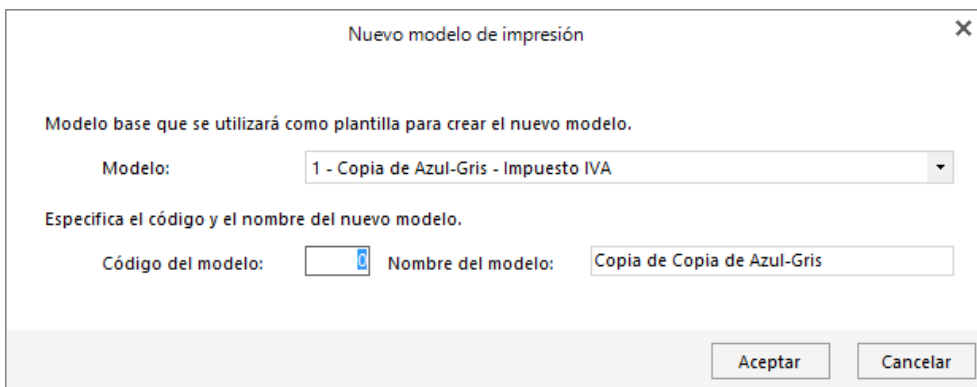 Nuevo modelo de impresión
Modelo base que se utilizará como plantilla para crear el nuevo modelo.
Modelo: 1 - Copia de Azul-Gris - Impuesto IVA
Especifica el código y el nombre del nuevo modelo.
Código del modelo: 0 Nombre del modelo: Copia de Copia de Azul-Gris
Aceptar Cancelar